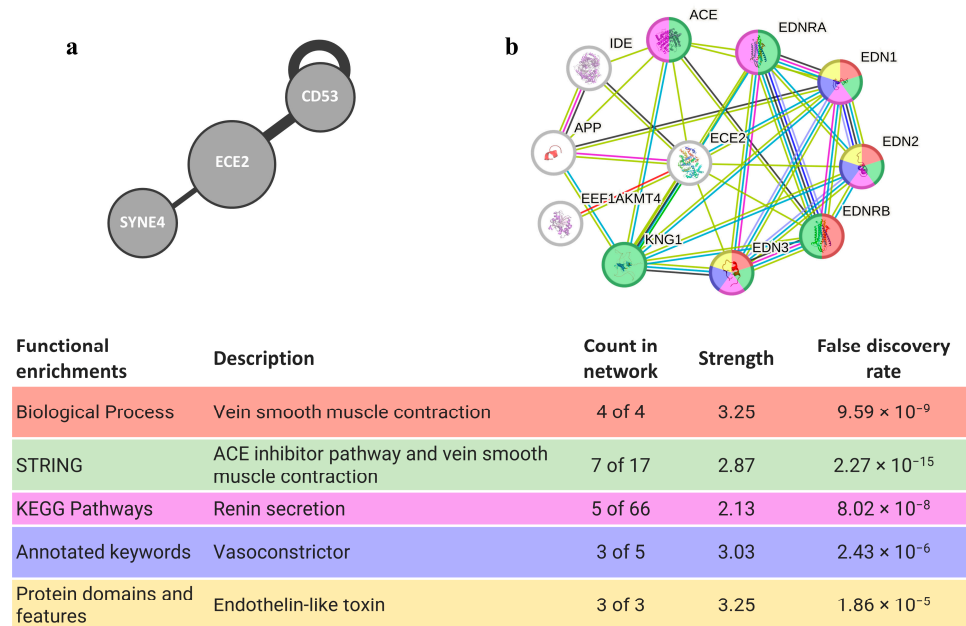 a
CD53
ECE2
SYNE4
b
ACE
EDNRA
IDE
EDN1
APP
ECE2
EDN2
EEF1AKMT4
EDNRB
KNG1
EDN3
Functional enrichments
Description
Count in network
Strength
False discovery rate
Biological Process
Vein smooth muscle contraction
4 of 4
3.25
9.59 × 10⁻⁹
STRING
ACE inhibitor pathway and vein smooth
muscle contraction
7 of 17
2.87
2.27 × 10⁻¹⁵
KEGG Pathways
Renin secretion
5 of 66
2.13
8.02 × 10⁻⁸
Annotated keywords
Vasoconstrictor
3 of 5
3.03
2.43 × 10⁻⁶
Protein domains and
features
Endothelin-like toxin
3 of 3
3.25
1.86 × 10⁻⁵